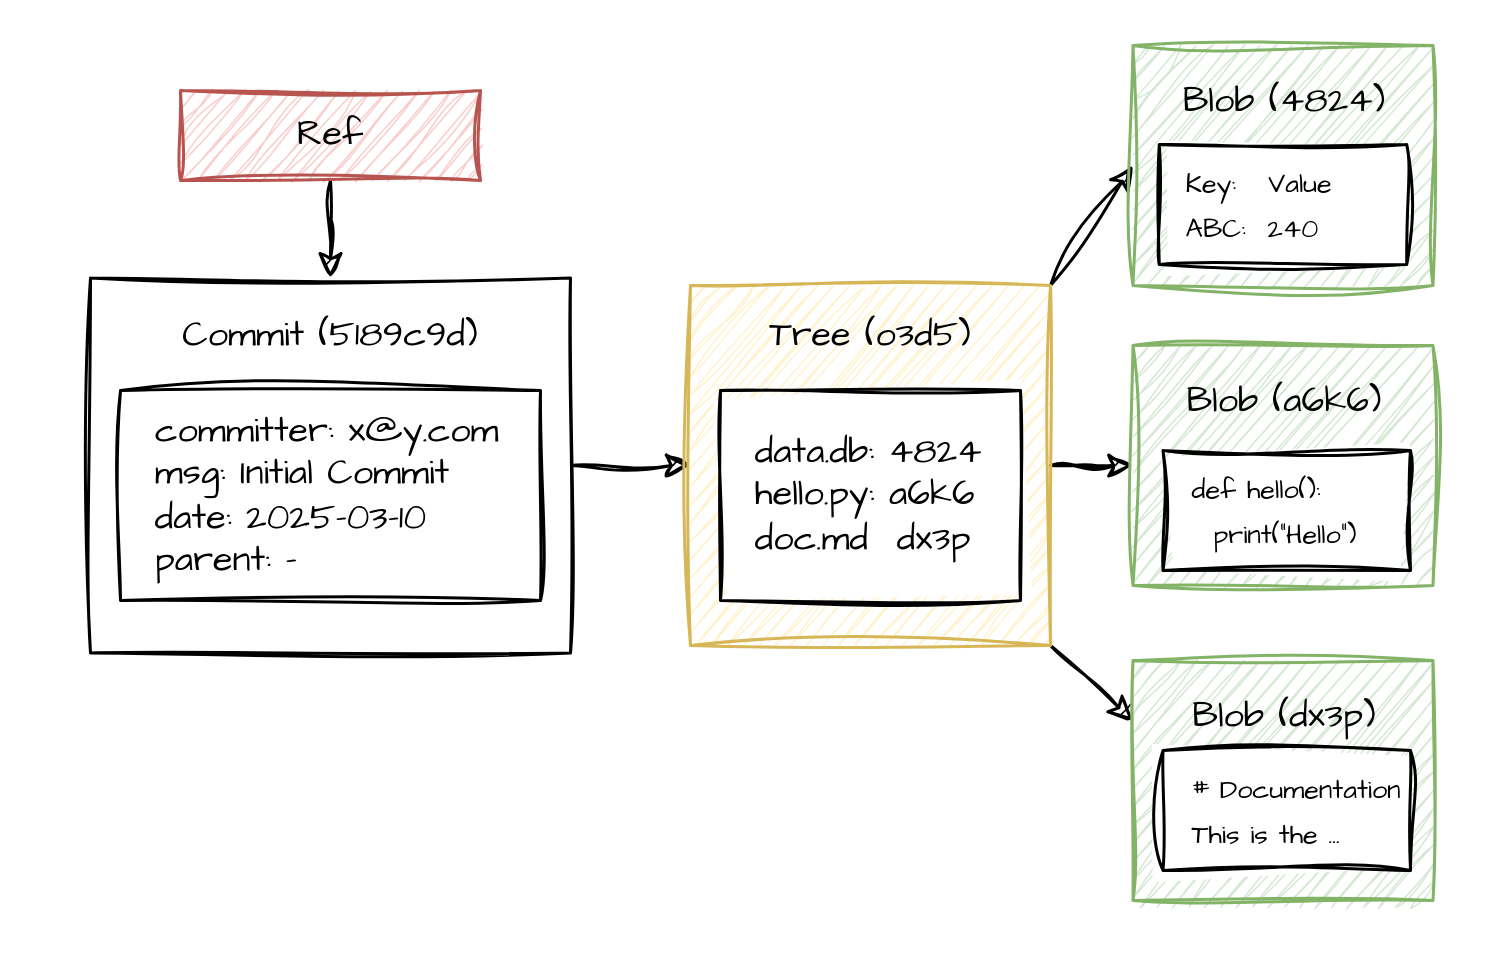 Ref
Commit (5189c9d)
committer: x@y.com
msg: Initial Commit
date: 2025-03-10
parent: -
Tree (03d5)
data.db: 4824
hello.py: a6k6
doc.md dx3p
Blob (4824)
Key: Value
ABC: 240
Blob (a6k6)
def hello():
print("Hello")
Blob (dx3p)
# Documentation
This is the ...